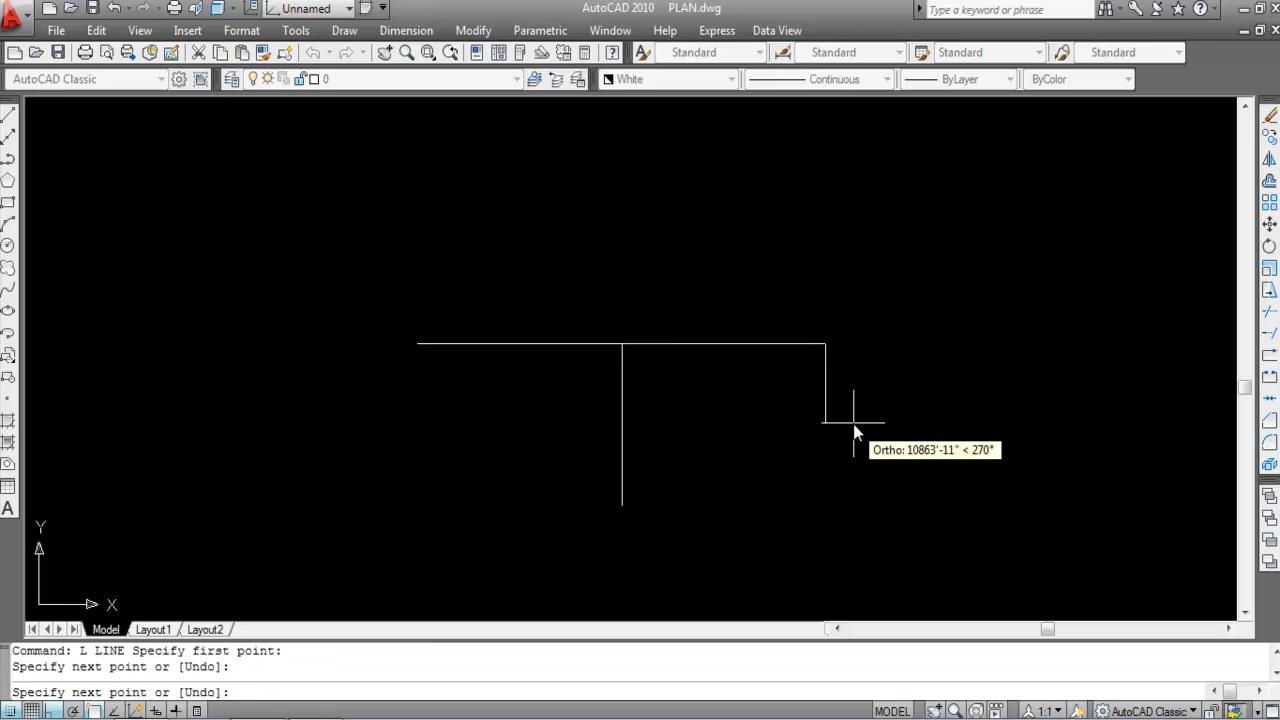 AutoCAD 2010 PLAN.dwg
Unnamed
Type a keyword or phrase
File Edit View Insert Format Tools Draw Dimension Modify Parametric Window Help Express Data View
Standard Standard Standard Standard
AutoCAD Classic 0 White Continuous ByLayer ByColor
Ortho: 10863'-11" < 270°
Y
X
A
Model Layout1 Layout2
Command: L LINE Specify first point:
Specify next point or [Undo]:
Specify next point or [Undo]:
MODEL 1:1 AutoCAD Classic